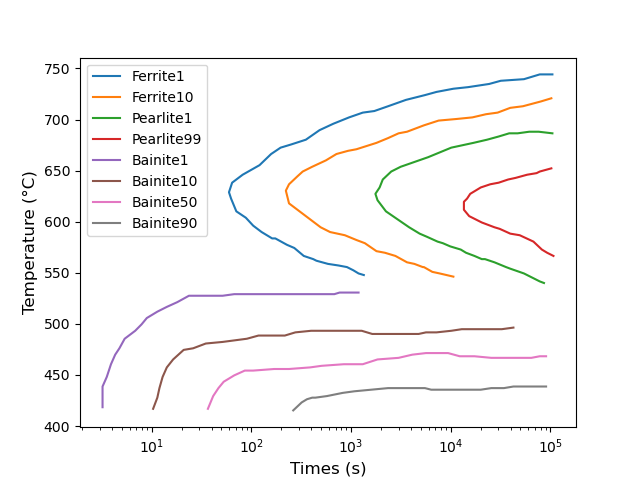 750
700
650
600
550
500
450
400
Temperature (°C)
Ferrite1
Ferrite10
Pearlite1
Pearlite99
Bainite1
Bainite10
Bainite50
Bainite90
10¹ 10² 10³ 10⁴ 10⁵
Times (s)